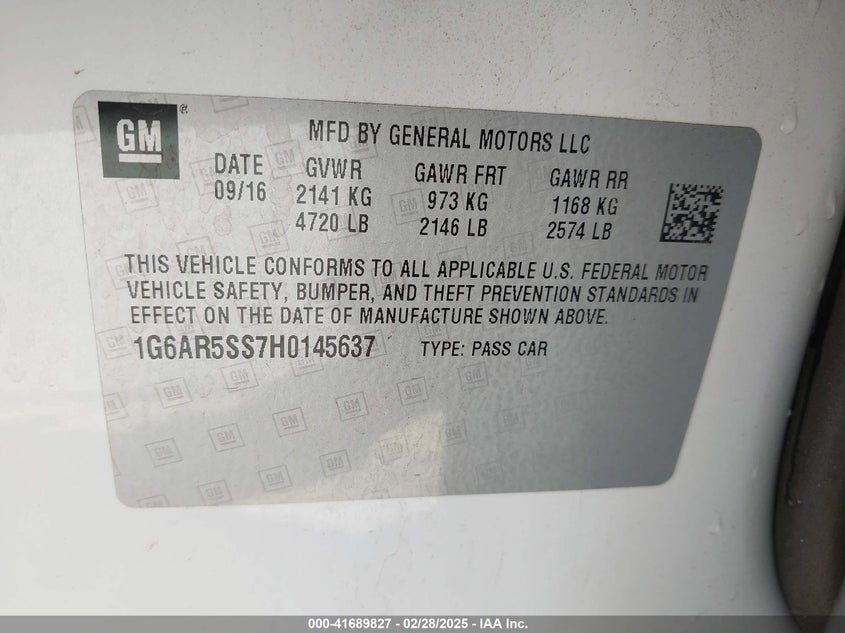 GM
MFD BY GENERAL MOTORS LLC
DATE GVWR GAWR FRT GAWR RR
09/16 2141 KG 973 KG 1168 KG
4720 LB 2146 LB 2574 LB
THIS VEHICLE CONFORMS TO ALL APPLICABLE U.S. FEDERAL MOTOR
VEHICLE SAFETY, BUMPER, AND THEFT PREVENTION STANDARDS IN
EFFECT ON THE DATE OF MANUFACTURE SHOWN ABOVE.
1G6AR5SS7H0145637 TYPE: PASS CAR
000-41689827 - 02/28/2025 - IAA Inc.